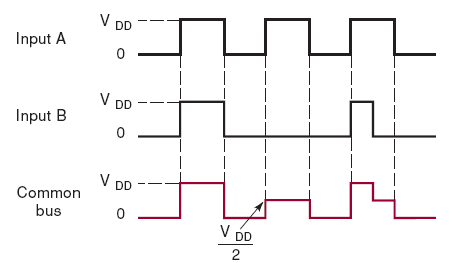 V DD
Input A
0
V DD
Input B
0
V DD
Common
bus
0
V DD
2